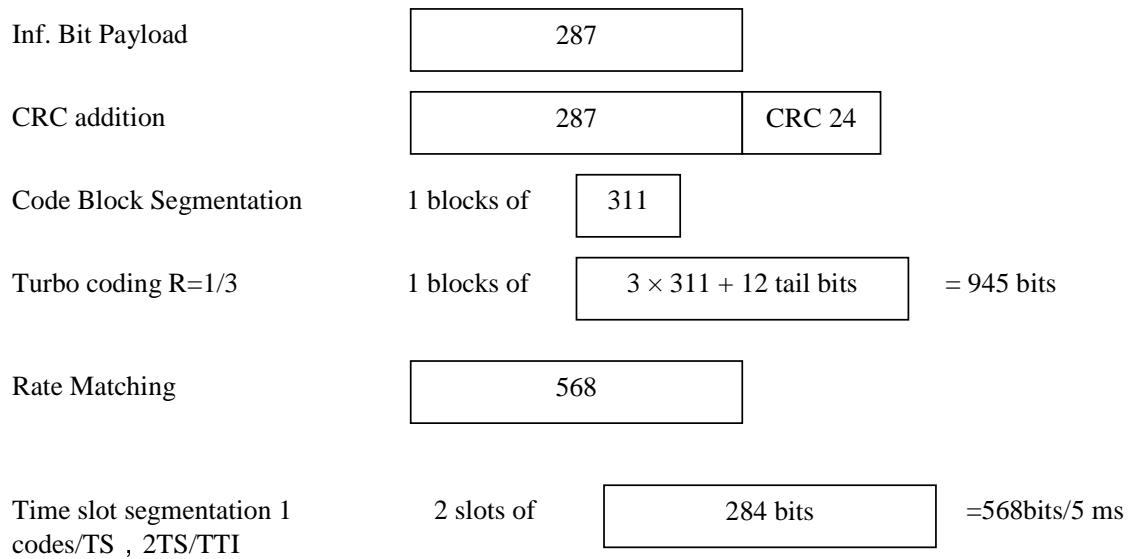 Inf. Bit Payload 287
CRC addition 287 CRC 24
Code Block Segmentation 1 blocks of 311
Turbo coding R=1/3 1 blocks of 3 × 311 + 12 tail bits = 945 bits
Rate Matching 568
Time slot segmentation 1 2 slots of 284 bits =568bits/5 ms
codes/TS , 2TS/TTI